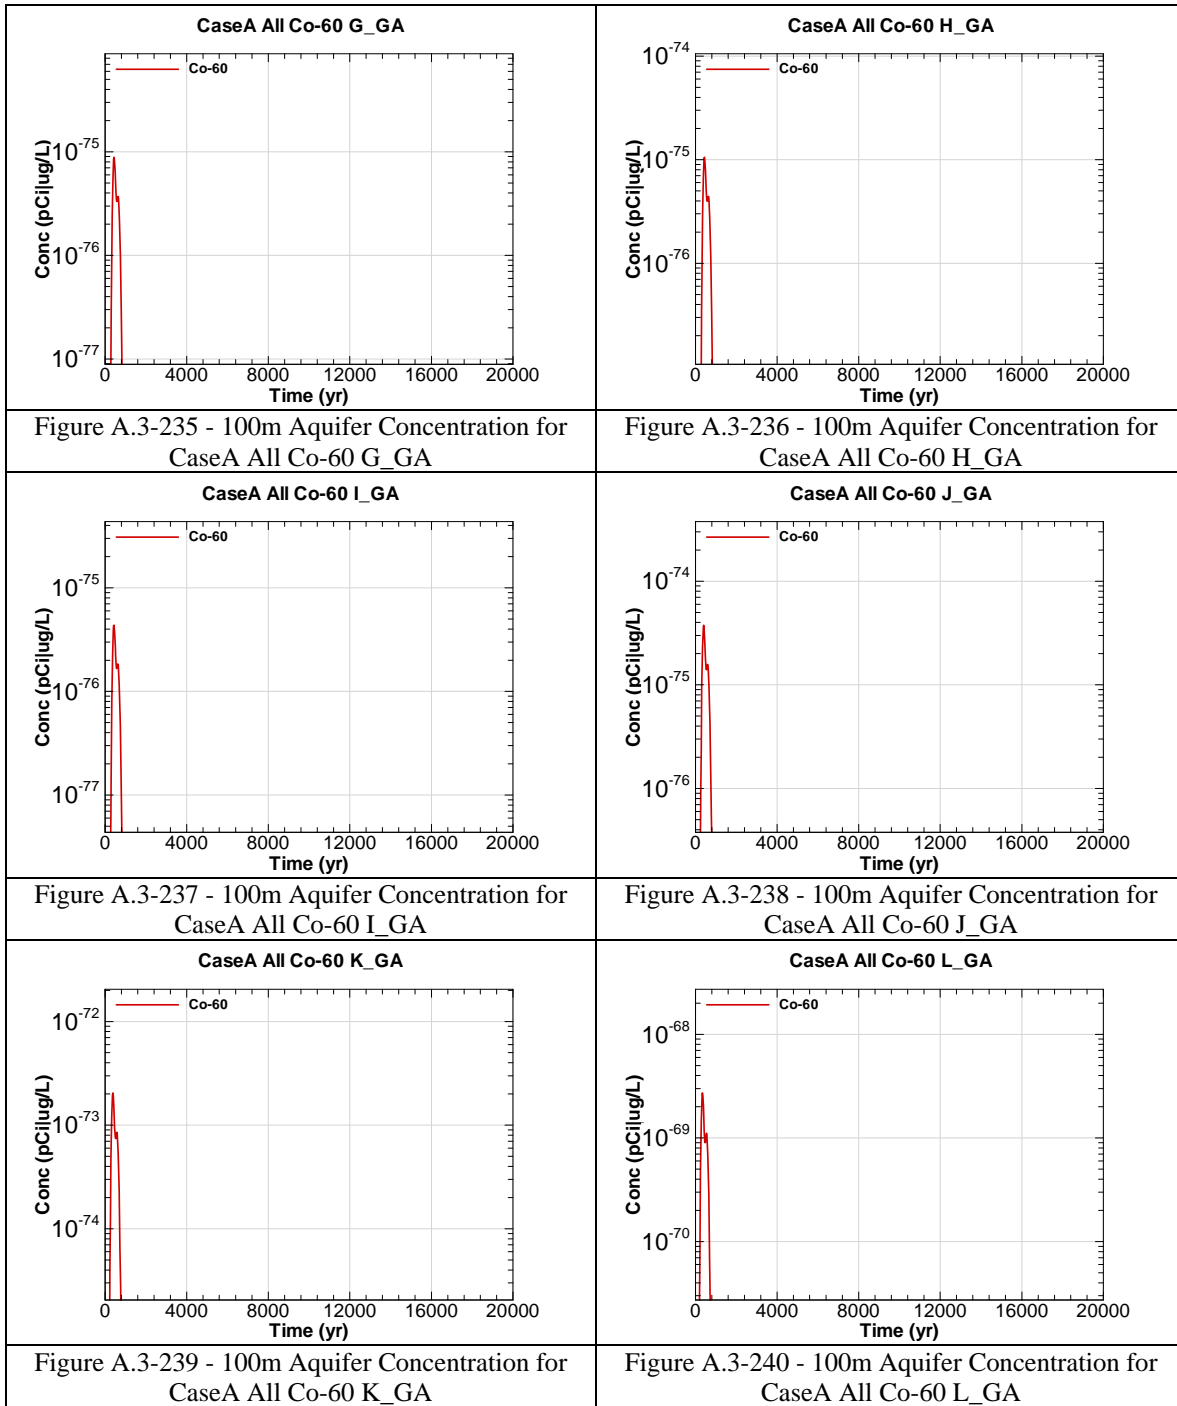 CaseA All Co-60 G_GA
Co-60
10-75
10-76
10-77
Conc (pCi|ug/L)
0 4000 8000 12000 16000 20000
Time (yr)
Figure A.3-235 - 100m Aquifer Concentration for
CaseA All Co-60 G_GA
CaseA All Co-60 H_GA
Co-60
10-74
10-75
10-76
Conc (pCi|ug/L)
0 4000 8000 12000 16000 20000
Time (yr)
Figure A.3-236 - 100m Aquifer Concentration for
CaseA All Co-60 H_GA
CaseA All Co-60 I_GA
Co-60
10-75
10-76
10-77
Conc (pCi|ug/L)
0 4000 8000 12000 16000 20000
Time (yr)
Figure A.3-237 - 100m Aquifer Concentration for
CaseA All Co-60 I_GA
CaseA All Co-60 J_GA
Co-60
10-74
10-75
10-76
Conc (pCi|ug/L)
0 4000 8000 12000 16000 20000
Time (yr)
Figure A.3-238 - 100m Aquifer Concentration for
CaseA All Co-60 J_GA
CaseA All Co-60 K_GA
Co-60
10-72
10-73
10-74
Conc (pCi|ug/L)
0 4000 8000 12000 16000 20000
Time (yr)
Figure A.3-239 - 100m Aquifer Concentration for
CaseA All Co-60 K_GA
CaseA All Co-60 L_GA
Co-60
10-68
10-69
10-70
Conc (pCi|ug/L)
0 4000 8000 12000 16000 20000
Time (yr)
Figure A.3-240 - 100m Aquifer Concentration for
CaseA All Co-60 L_GA